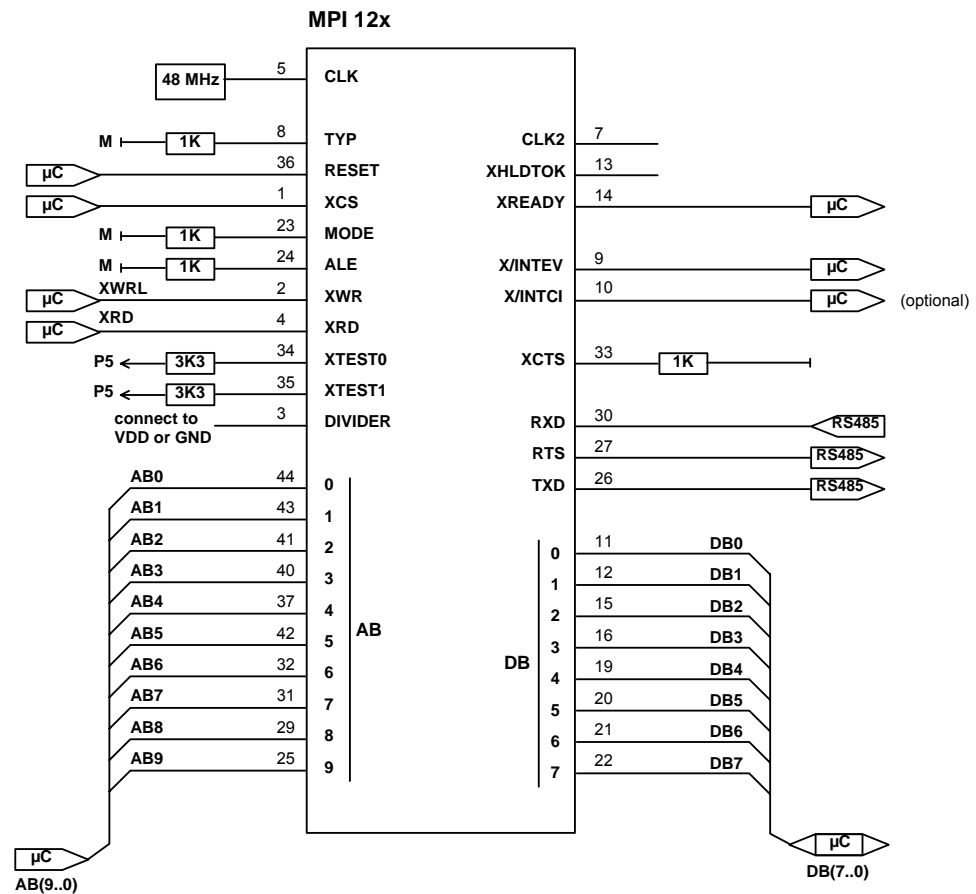 MPI 12x
48 MHz 5 CLK
M 1K 8 TYP
CLK2 7
µC 36 RESET
XHLDTOK 13
µC 1 XCS
XREADY 14 µC
M 1K 23 MODE
M 1K 24 ALE
X/INTEV 9 µC
µC XWRL 2 XWR
X/INTCI 10 µC (optional)
µC XRD 4 XRD
P5 3K3 34 XTEST0
XCTS 33 1K
P5 3K3 35 XTEST1
connect to
VDD or GND
3 DIVIDER
RXD 30 RS485
RTS 27 RS485
TXD 26 RS485
AB0 44 0
AB1 43 1
AB2 41 2
AB3 40 3
AB4 37 4
AB5 42 5
AB6 32 6
AB7 31 7
AB8 29 8
AB9 25 9
AB
DB
0 11 DB0
1 12 DB1
2 15 DB2
3 16 DB3
4 19 DB4
5 20 DB5
6 21 DB6
7 22 DB7
µC
AB(9..0)
µC
DB(7..0)